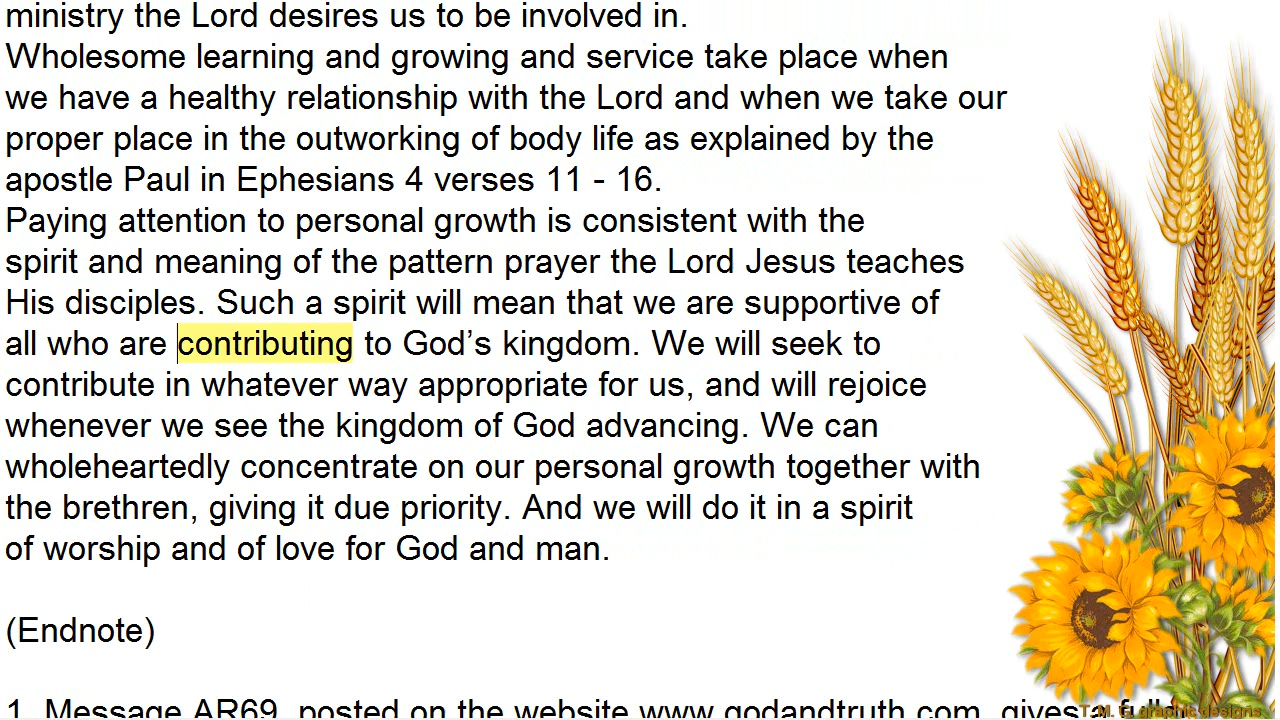 ministry the Lord desires us to be involved in.
Wholesome learning and growing and service take place when
we have a healthy relationship with the Lord and when we take our
proper place in the outworking of body life as explained by the
apostle Paul in Ephesians 4 verses 11 - 16.
Paying attention to personal growth is consistent with the
spirit and meaning of the pattern prayer the Lord Jesus teaches
His disciples. Such a spirit will mean that we are supportive of
all who are contributing to God’s kingdom. We will seek to
contribute in whatever way appropriate for us, and will rejoice
whenever we see the kingdom of God advancing. We can
wholeheartedly concentrate on our personal growth together with
the brethren, giving it due priority. And we will do it in a spirit
of worship and of love for God and man.
(Endnote)
1. Message AR69, posted on the website www.godandtruth.com, gives a
graphic designs